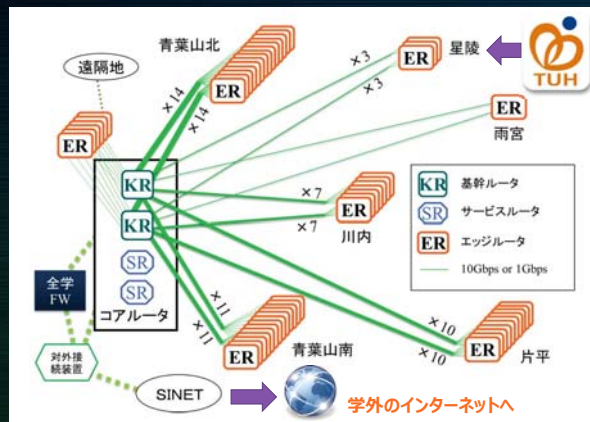 青葉山北
×14
×14
ER
×3
×3
ER
星陵
TUH
遠隔地
ER
ER
雨宮
KR
KR
SR
SR
コアルータ
×7
×7
ER
川内
KR 基幹ルータ
SR サービスルータ
ER エッジルータ
10Gbps or 1Gbps
全学
FW
対外接
続装置
×11
×11
ER
青葉山南
×10
×10
ER
片平
SINET
学外のインターネットへ